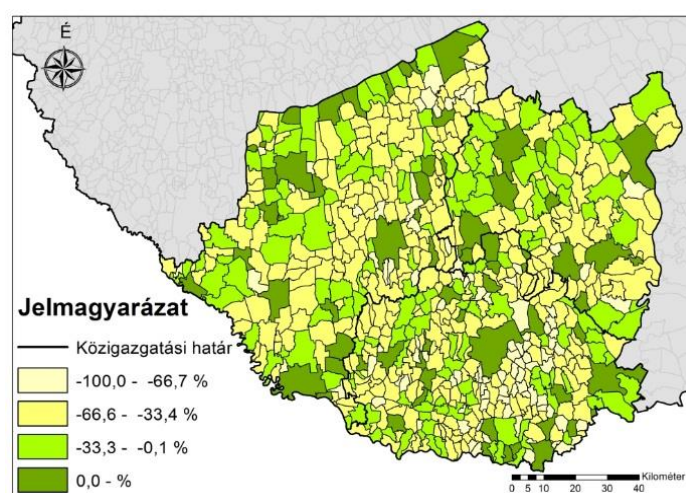 É
Jelmagyarázat
Közigazgatási határ
-100,0 - -66,7 %
-66,6 - -33,4 %
-33,3 - -0,1 %
0,0 - %
Kilométer
0 5 10 20 30 40